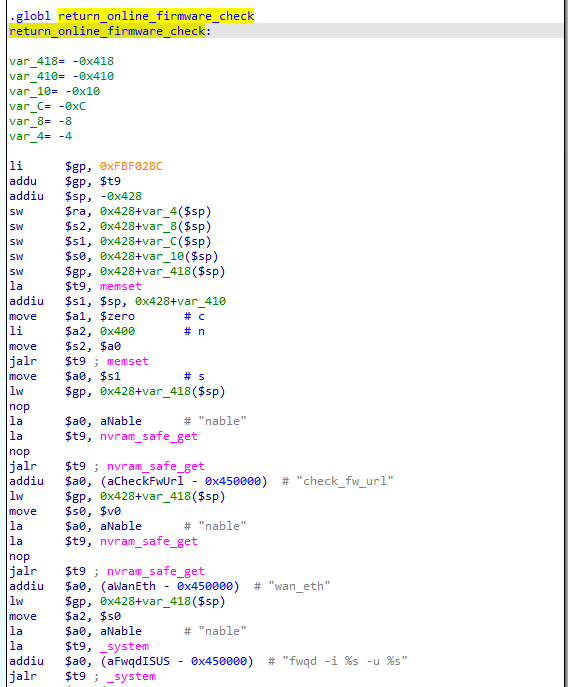 .globl return_online_firmware_check
return_online_firmware_check:
var_418= -0x418
var_410= -0x410
var_10= -0x10
var_C= -0xC
var_8= -8
var_4= -4
li $gp, 0xFBF028C
addu $gp, $t9
addiu $sp, -0x428
sw $ra, 0x428+var_4($sp)
sw $s2, 0x428+var_8($sp)
sw $s1, 0x428+var_C($sp)
sw $s0, 0x428+var_10($sp)
sw $gp, 0x428+var_418($sp)
la $t9, memset
addiu $s1, $sp, 0x428+var_410
move $a1, $zero # c
li $a2, 0x400 # n
move $s2, $a0
jalr $t9 ; memset
move $a0, $s1 # s
lw $gp, 0x428+var_418($sp)
nop
la $a0, aNable # "nable"
la $t9, nvram_safe_get
nop
jalr $t9 ; nvram_safe_get
addiu $a0, (aCheckFwUrl - 0x450000) # "check_fw_url"
lw $gp, 0x428+var_418($sp)
move $s0, $v0
la $a0, aNable # "nable"
la $t9, nvram_safe_get
nop
jalr $t9 ; nvram_safe_get
addiu $a0, (aWanEth - 0x450000) # "wan_eth"
lw $gp, 0x428+var_418($sp)
move $a2, $s0
la $a0, aNable # "nable"
la $t9, _system
addiu $a0, (aFwqdISUS - 0x450000) # "fwqd -i %s -u %s"
jalr $t9 ; _system